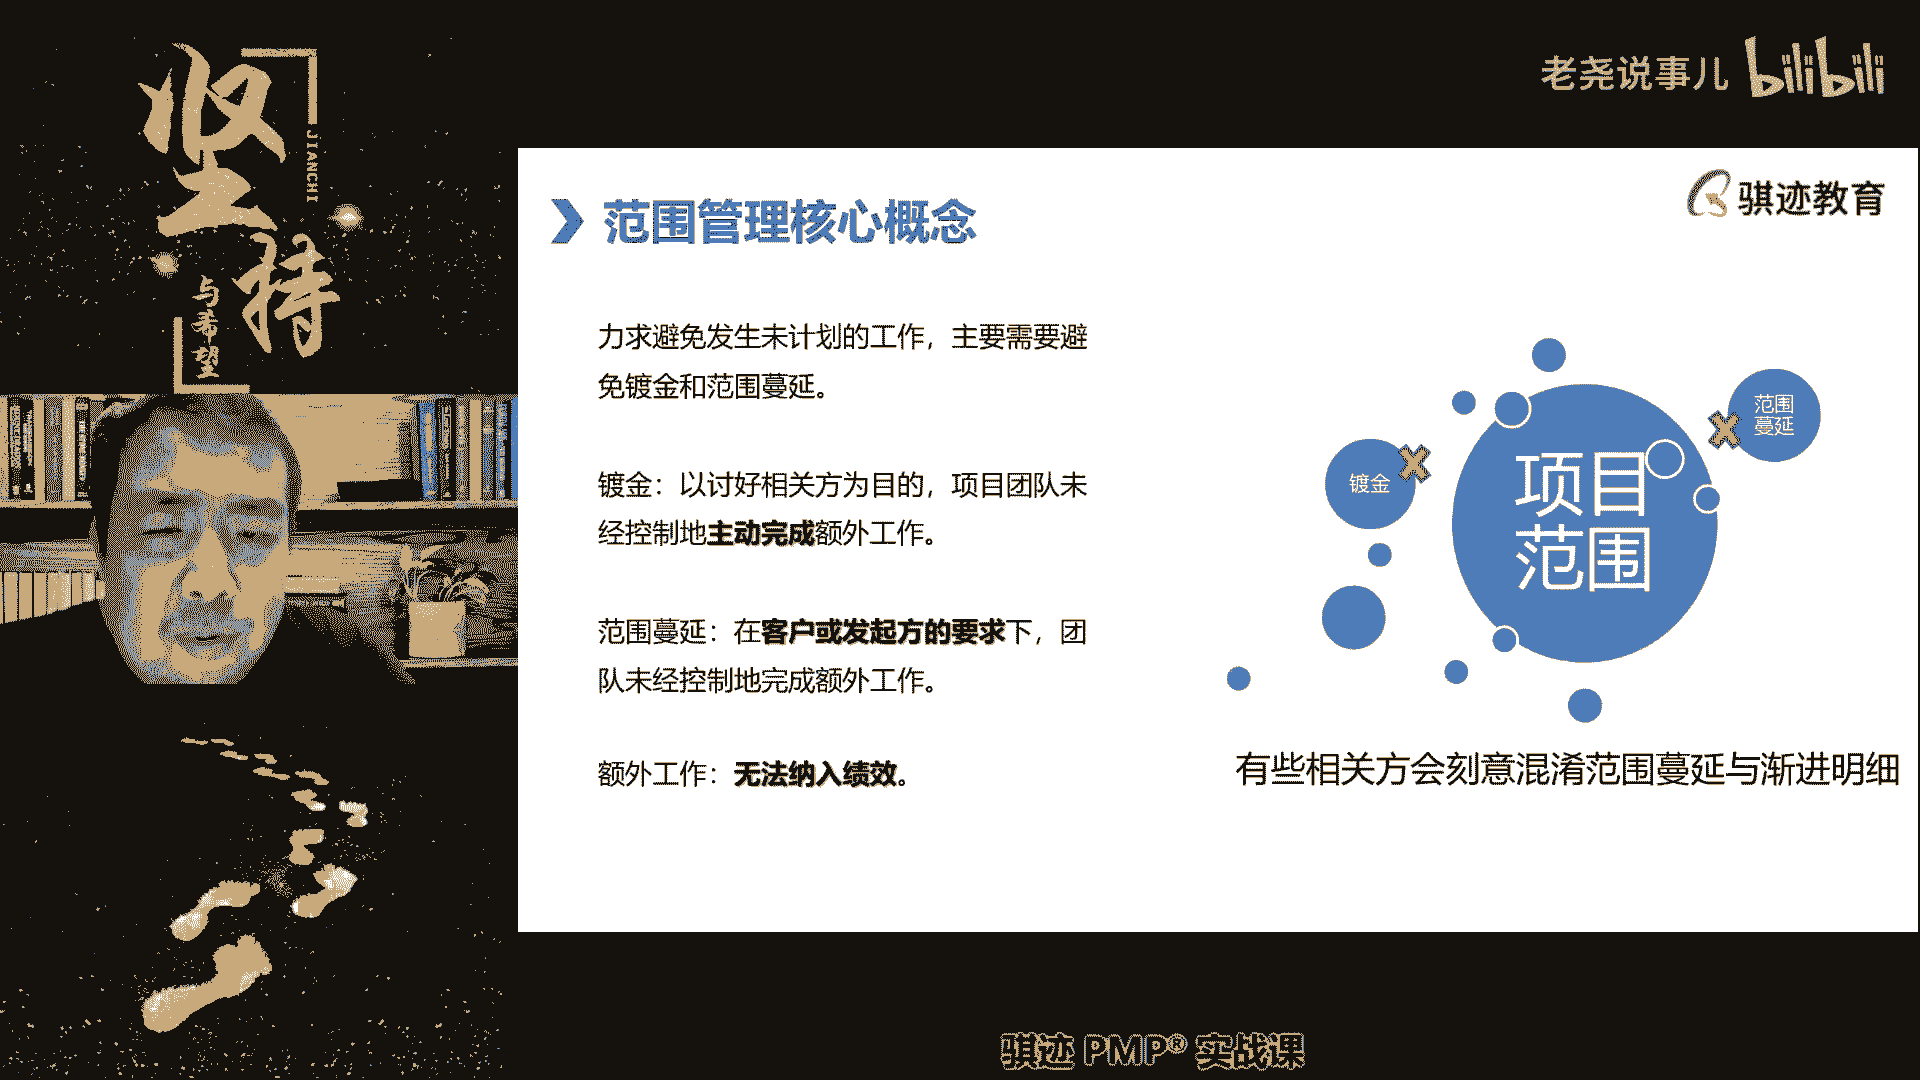 坚持
JIANCHI
与希望
老尧说事儿 bilibili
骐迹教育
范围管理核心概念
力求避免发生未计划的工作，主要需要避
免镀金和范围蔓延。
镀金：以讨好相关方为目的，项目团队未
经控制地主动完成额外工作。
范围蔓延：在客户或发起方的要求下，团
队未经控制地完成额外工作。
额外工作：无法纳入绩效。
镀金
项目
范围
范围
蔓延
有些相关方会刻意混淆范围蔓延与渐进明细
骐迹 PMP® 实战课